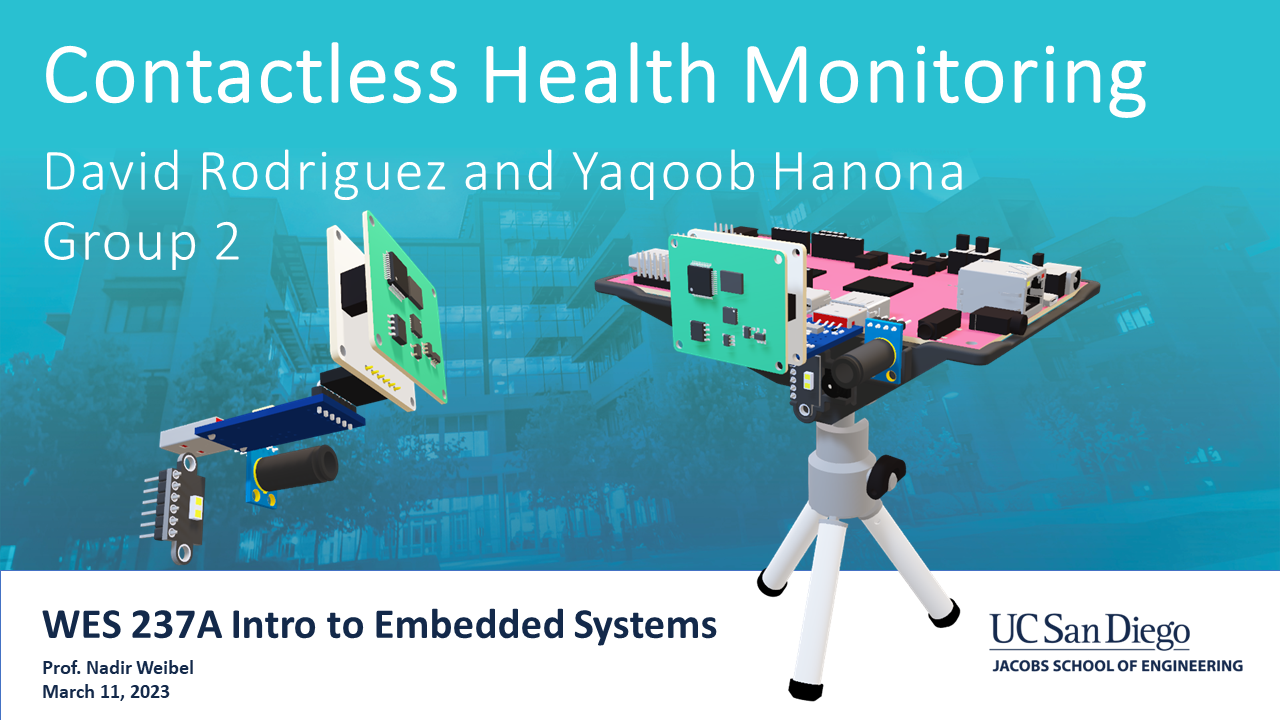 Contactless Health Monitoring
David Rodriguez and Yaqoob Hanona
Group 2
WES 237A Intro to Embedded Systems
Prof. Nadir Weibel
March 11, 2023
UC San Diego
JACOBS SCHOOL OF ENGINEERING